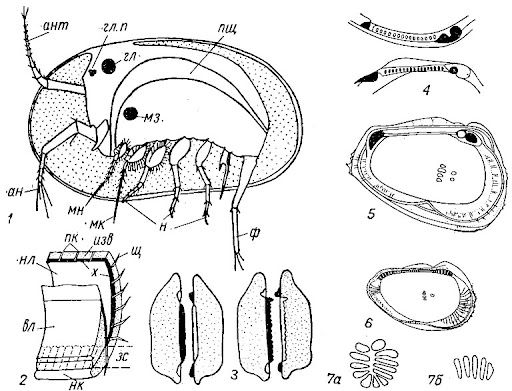 ант
гл.п
гл.
пщ
мз.
ан
мн
мк
н
ф
1
4
5
пк
изв
щ
нл
х
вл
зс
нк
2
3
6
7а
7б